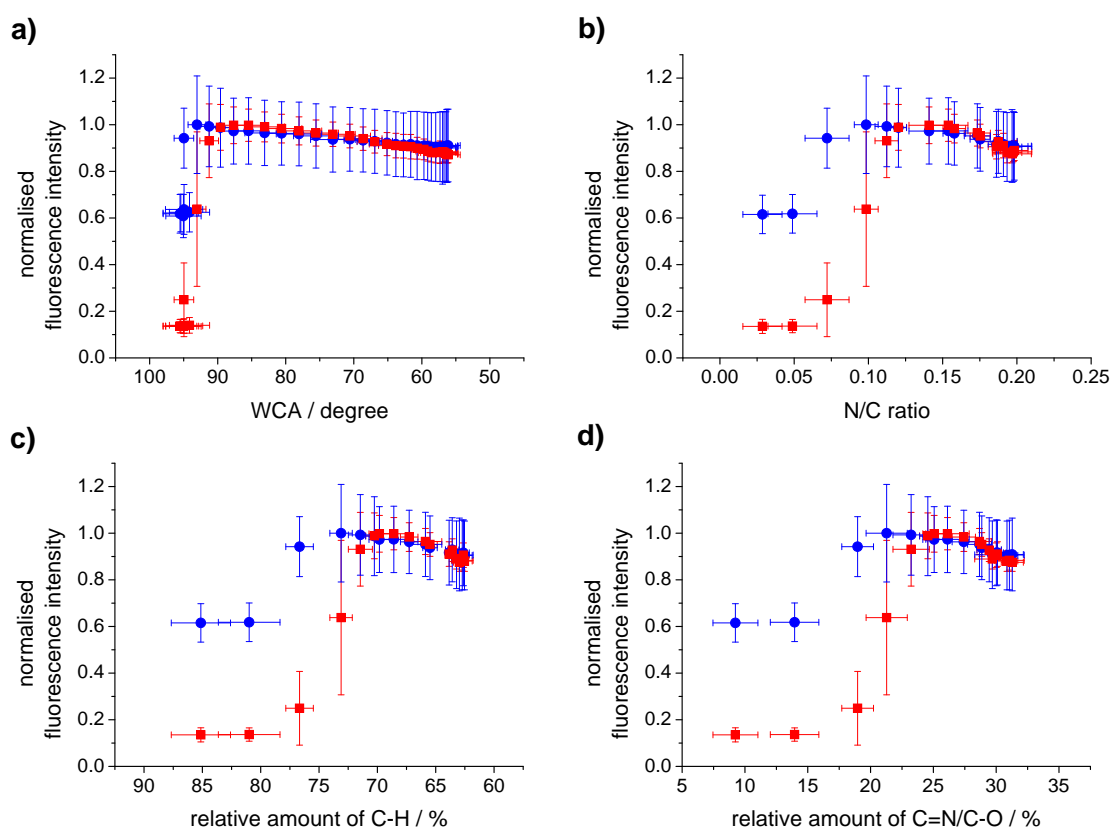 a)
normalised
fluorescence intensity
1.2
1.0
0.8
0.6
0.4
0.2
0.0
100 90 80 70 60 50
WCA / degree
b)
normalised
fluorescence intensity
1.2
1.0
0.8
0.6
0.4
0.2
0.0
0.00 0.05 0.10 0.15 0.20 0.25
N/C ratio
c)
normalised
fluorescence intensity
1.2
1.0
0.8
0.6
0.4
0.2
0.0
90 85 80 75 70 65 60
relative amount of C-H / %
d)
normalised
fluorescence intensity
1.2
1.0
0.8
0.6
0.4
0.2
0.0
5 10 15 20 25 30 35
relative amount of C=N/C-O / %